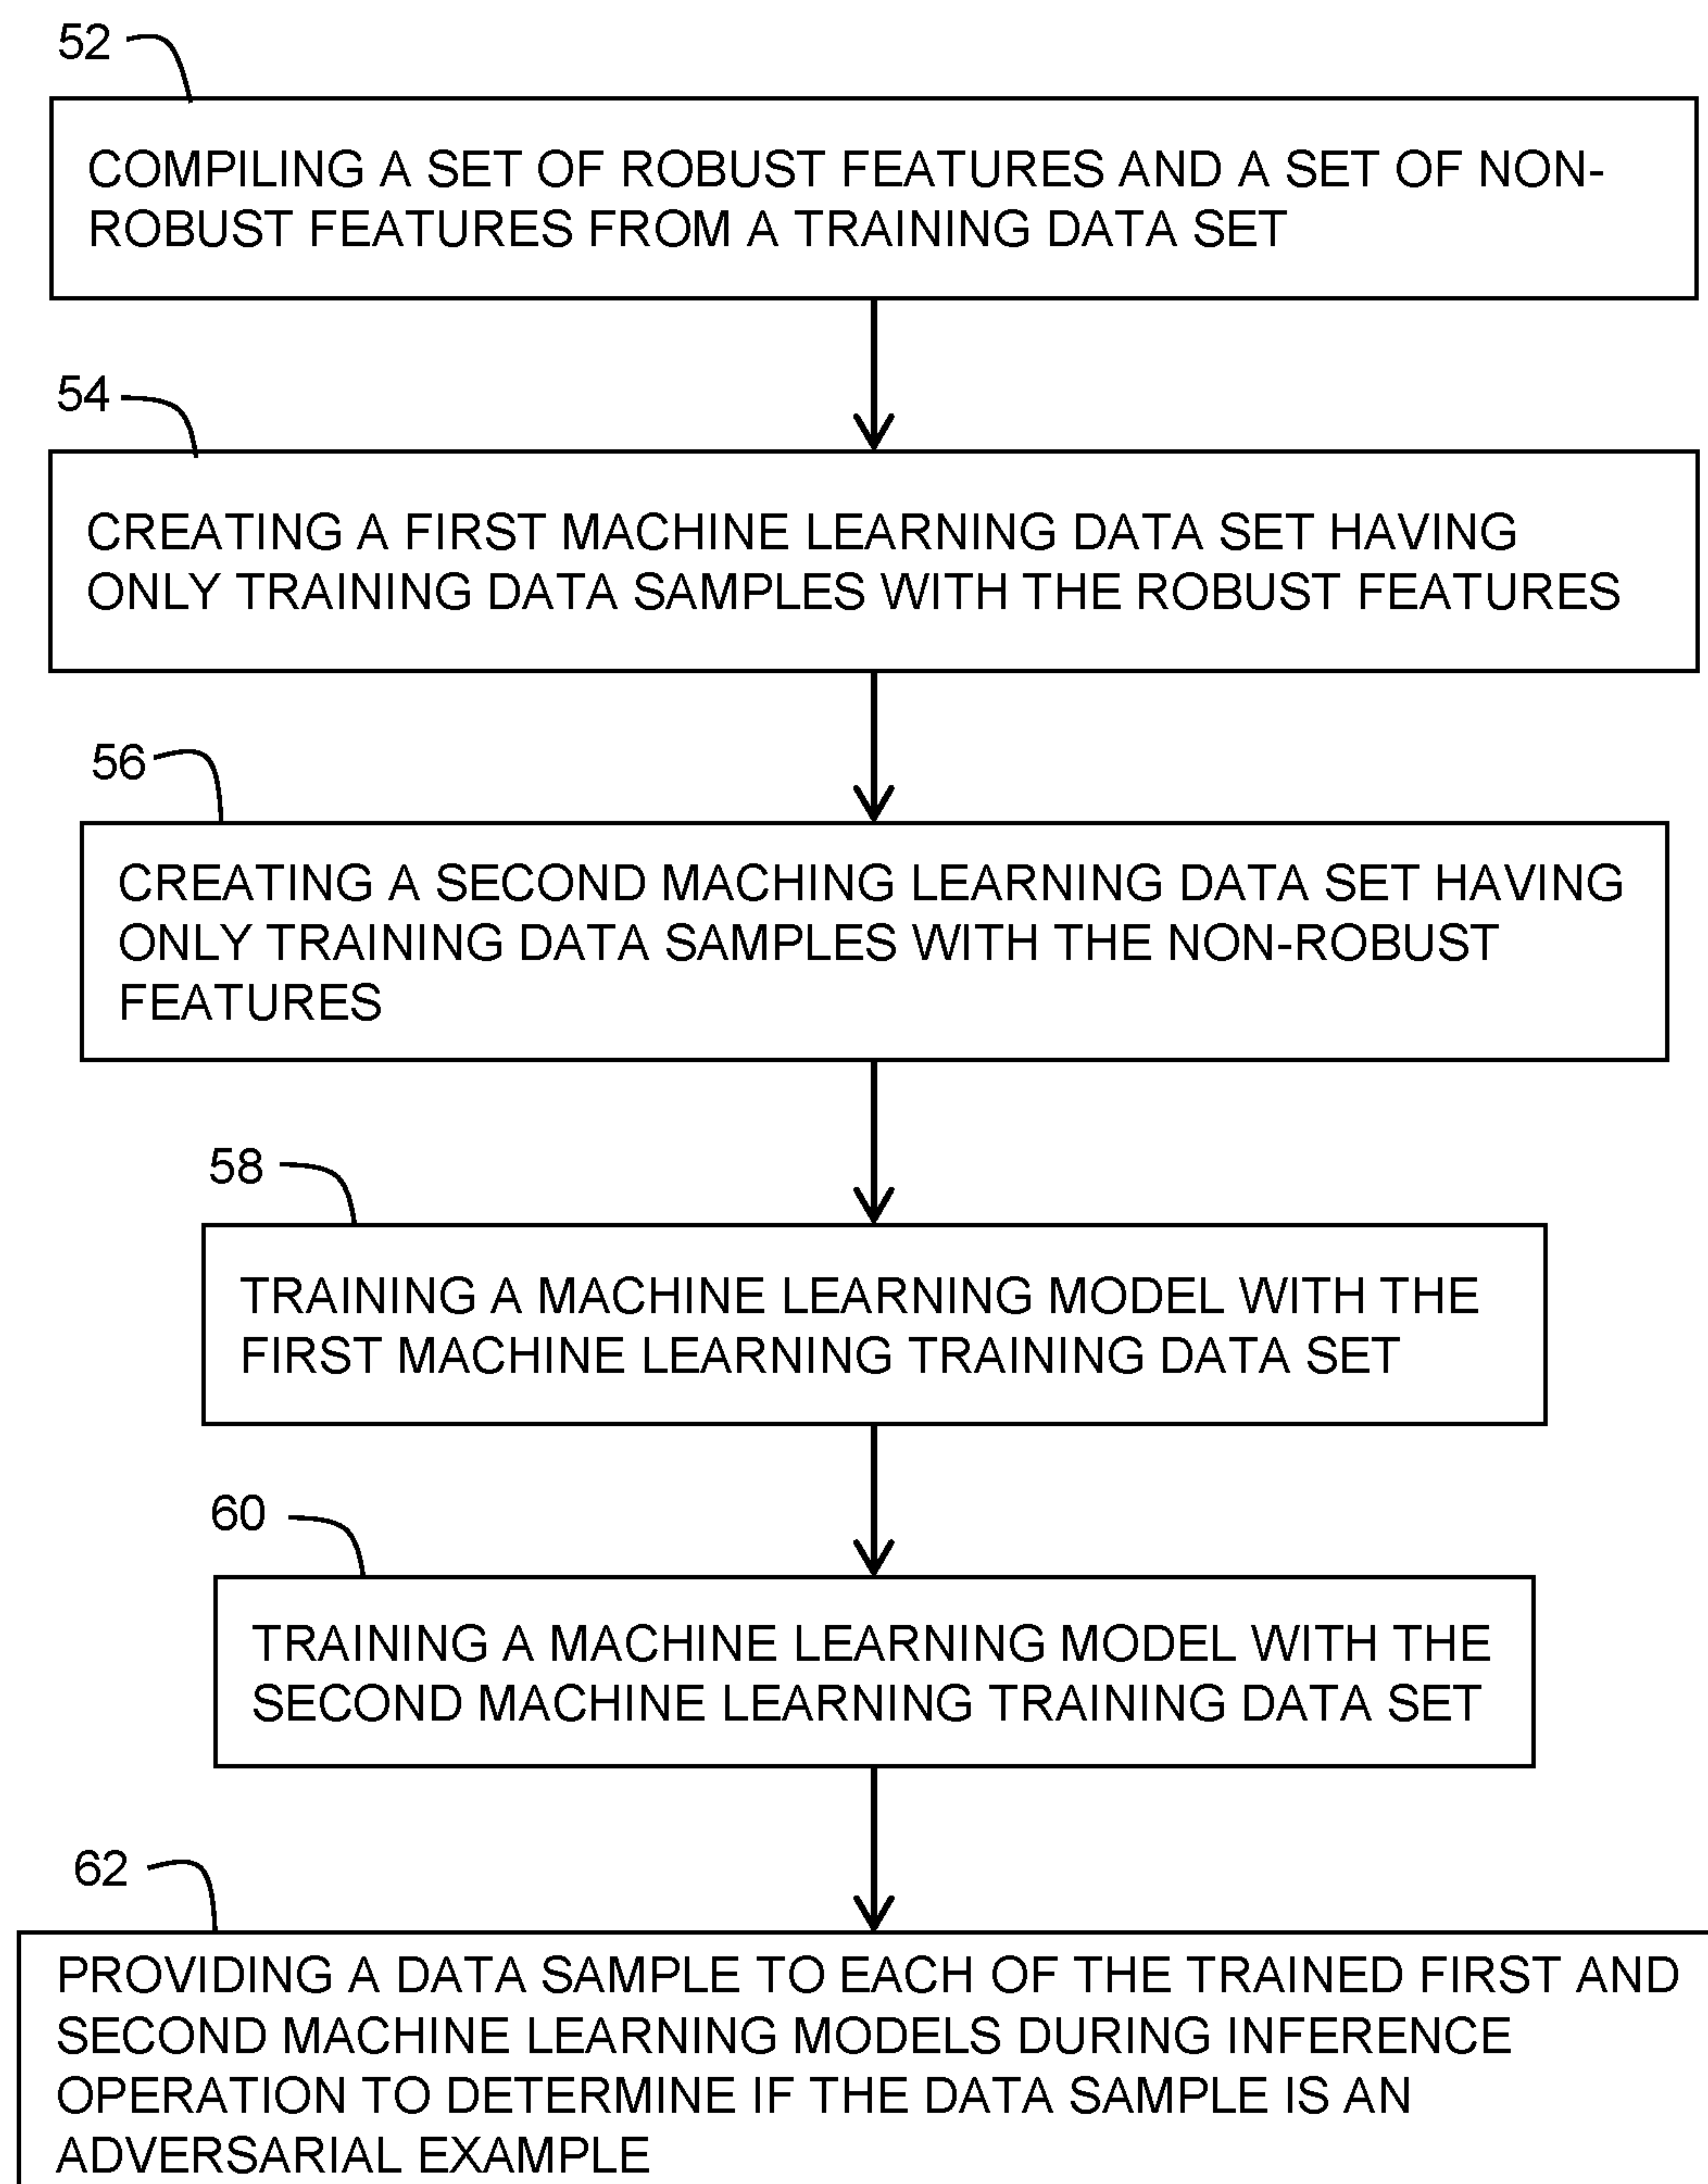 52
COMPILING A SET OF ROBUST FEATURES AND A SET OF NON-
ROBUST FEATURES FROM A TRAINING DATA SET
54
CREATING A FIRST MACHINE LEARNING DATA SET HAVING
ONLY TRAINING DATA SAMPLES WITH THE ROBUST FEATURES
56
CREATING A SECOND MACHING LEARNING DATA SET HAVING
ONLY TRAINING DATA SAMPLES WITH THE NON-ROBUST
FEATURES
58
TRAINING A MACHINE LEARNING MODEL WITH THE
FIRST MACHINE LEARNING TRAINING DATA SET
60
TRAINING A MACHINE LEARNING MODEL WITH THE
SECOND MACHINE LEARNING TRAINING DATA SET
62
PROVIDING A DATA SAMPLE TO EACH OF THE TRAINED FIRST AND
SECOND MACHINE LEARNING MODELS DURING INFERENCE
OPERATION TO DETERMINE IF THE DATA SAMPLE IS AN
ADVERSARIAL EXAMPLE